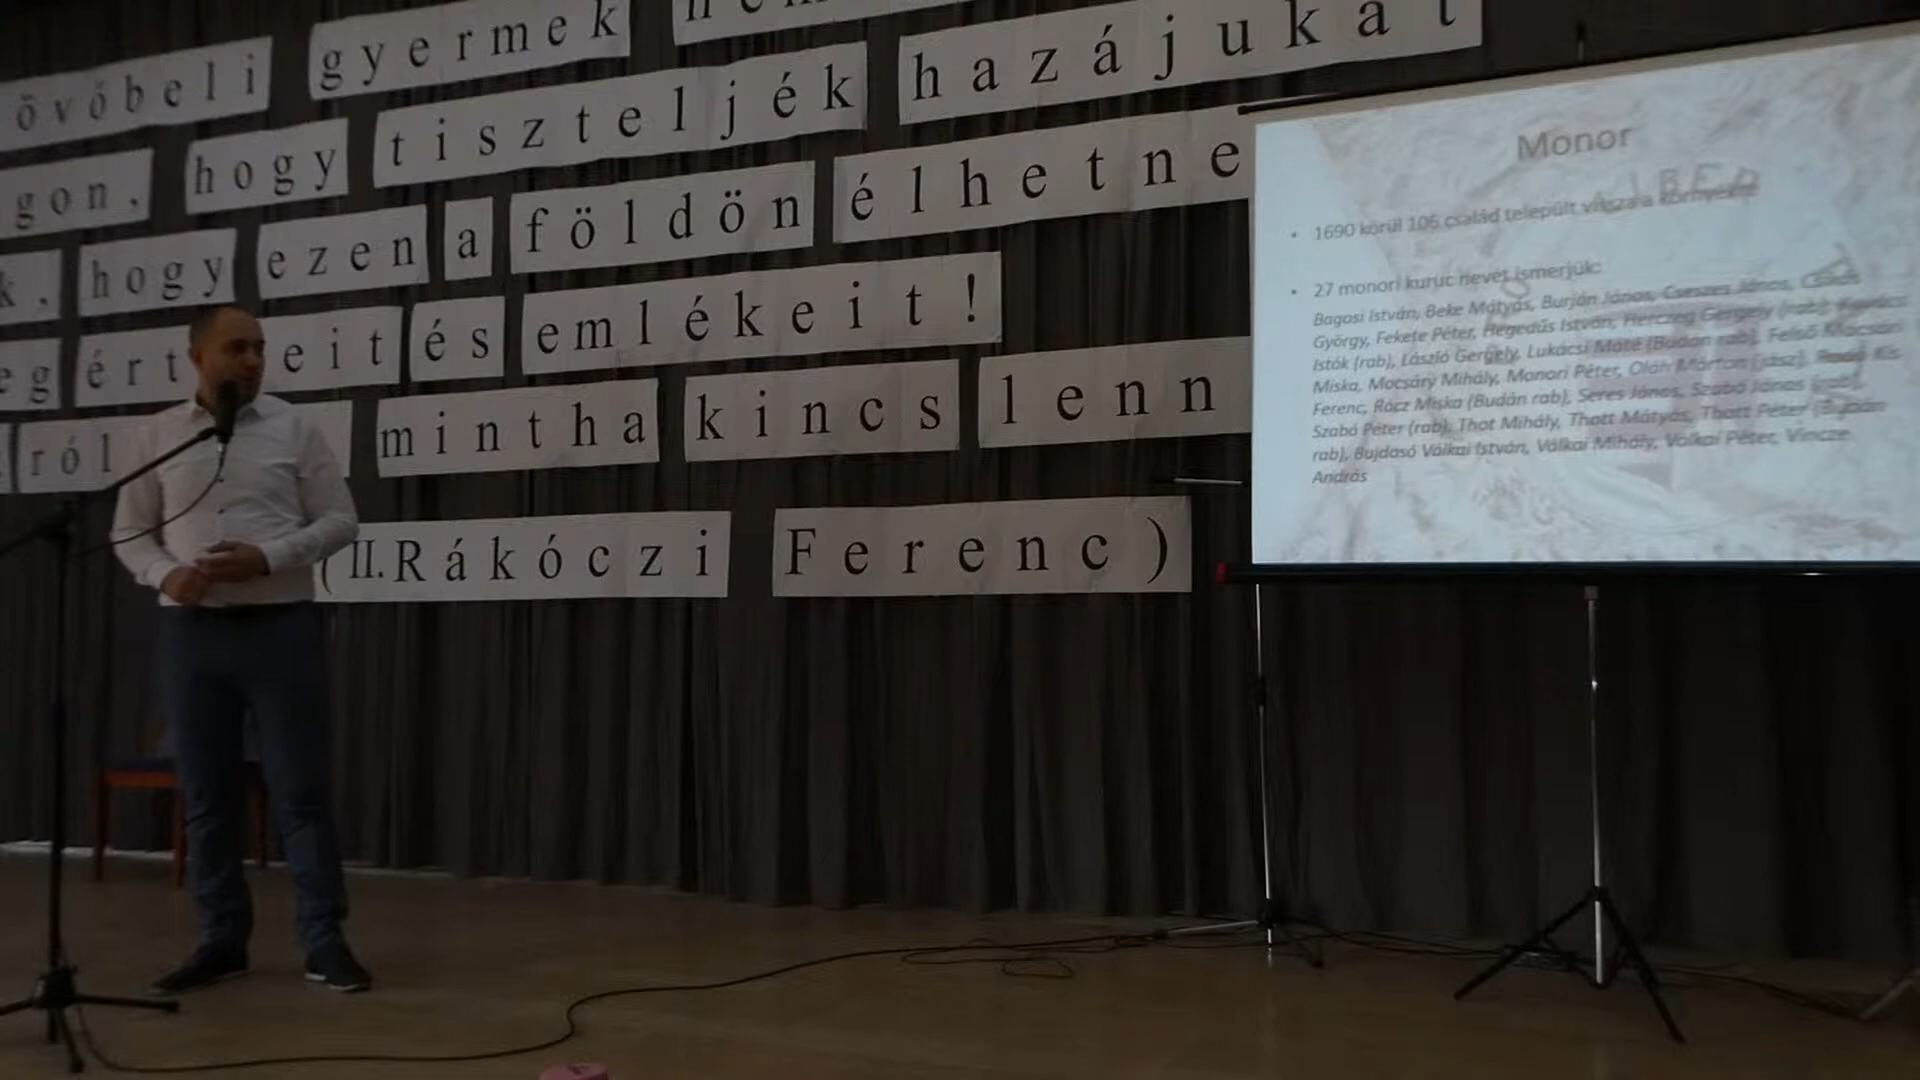 övőbeli gyermek
gon, hogy tiszteljék hazájukat
k, hogy ezen a földön élhetne
eg ért eit és emlékeit!
ról mintha kincs lenn
(II. Rákóczi Ferenc)
Monor
• 1690 körül 106 család települt vissza a környékre
• 27 monori kuruc nevét ismerjük:
Bagosi István, Beke Mátyás, Burján János, Cseszes János,
György, Fekete Péter, Hegedűs István, Herczeg Gergely (rab), Kovács
Istók (rab), László Gergely, Lukácsi Máté (Budán rab), Felső Mocsári
Miska, Mocsáry Mihály, Monori Péter, Oláh Márton (jász), Kis
Ferenc, Rácz Miska (Budán rab), Seres János, Szabó János (rab),
Szabó Péter (rab), Thot Mihály, Thott Mátyás, Thott Péter (Budán
rab), Bujdosó Válkai István, Válkai Mihály, Válkai Péter, Vincze
András